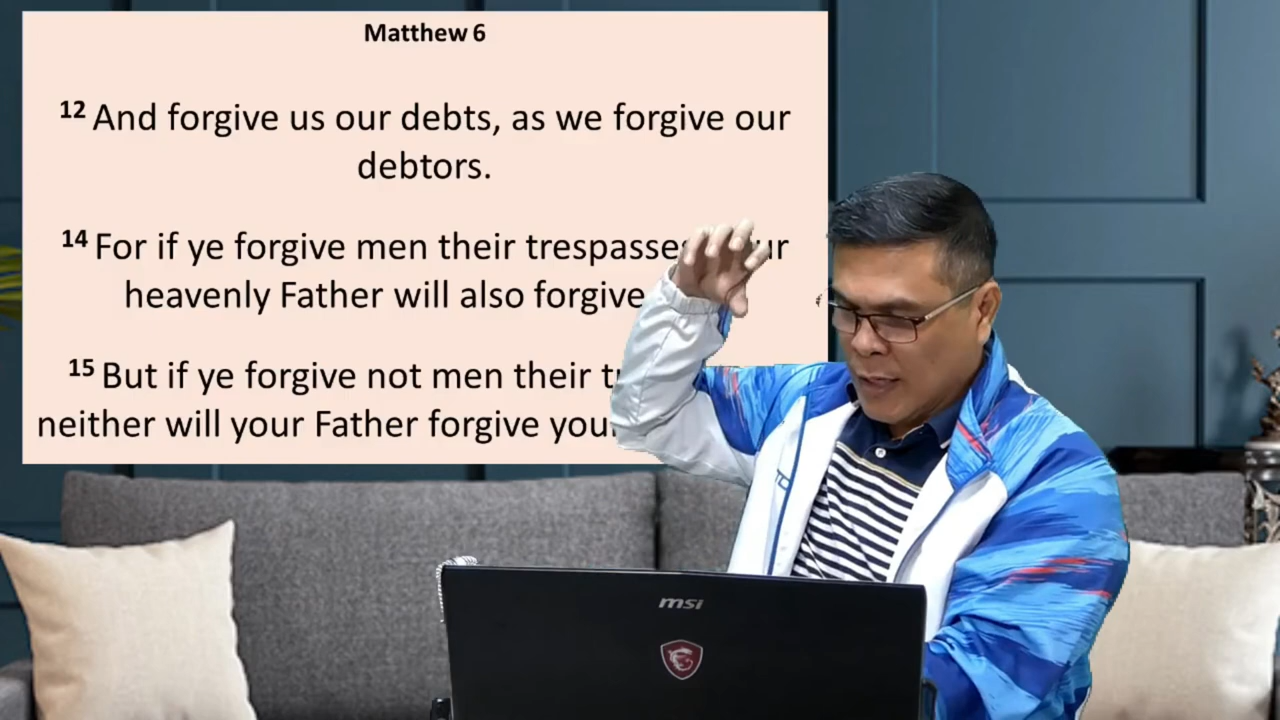 Matthew 6
12 And forgive us our debts, as we forgive our
debtors.
14 For if ye forgive men their
heavenly Father will also forgive
15 But if ye forgive not men their
neither will your Father forgive
msi